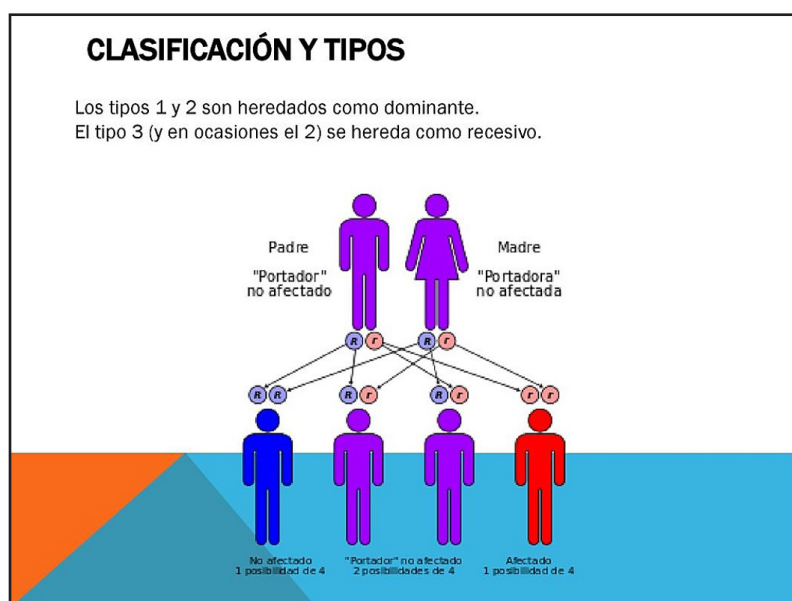 CLASIFICACIÓN Y TIPOS
Los tipos 1 y 2 son heredados como dominante.
El tipo 3 (y en ocasiones el 2) se hereda como recesivo.
Padre
"Portador"
no afectado
Madre
"Portadora"
no afectada
R r R r
R R R r R r r r
No afectado
1 posibilidad de 4
"Portador" no afectado
2 posibilidades de 4
Afectado
1 posibilidad de 4